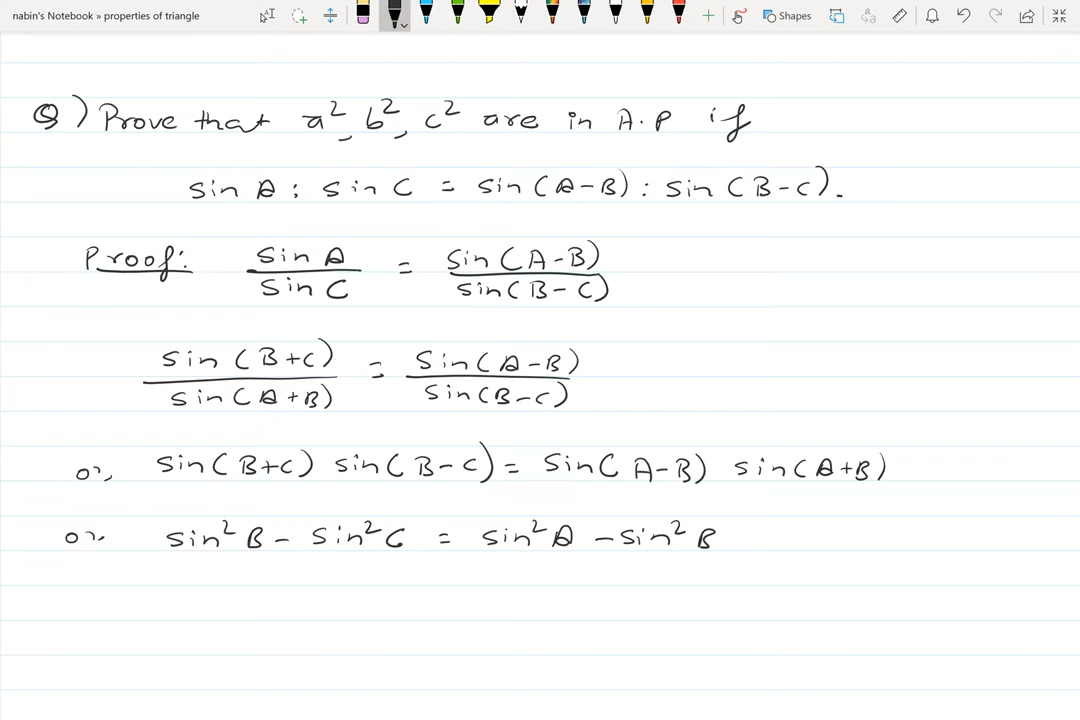 nabin's Notebook » properties of triangle
Shapes
Q) Prove that a², b², c² are in A.P if
sin A : sin C = sin(A-B) : sin(B-C).
Proof: sin A / sin C = sin(A-B) / sin(B-C)
sin(B+C) / sin(A+B) = sin(A-B) / sin(B-C)
or, sin(B+C) sin(B-C) = sin(A-B) sin(A+B)
or, sin² B - sin² C = sin² A - sin² B